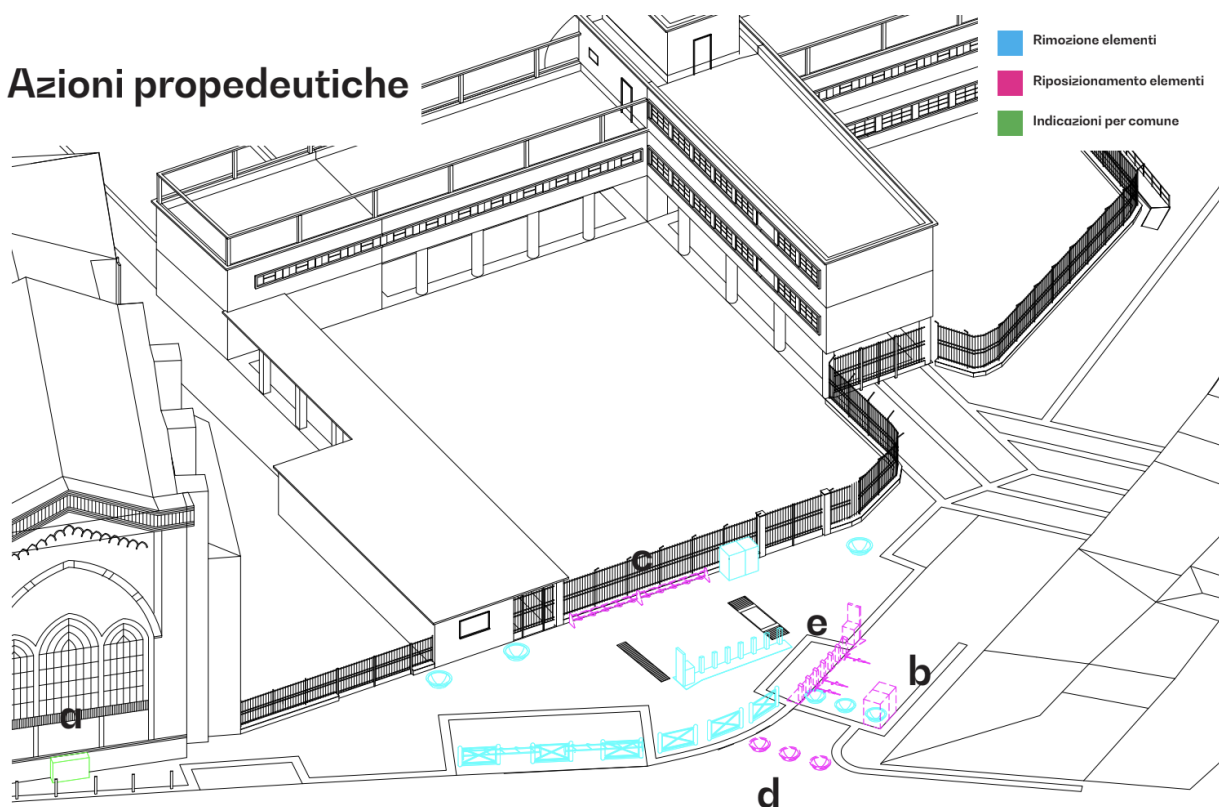 Azioni propedeutiche
Rimozione elementi
Riposizionamento elementi
Indicazioni per comune
c
e
b
a
d